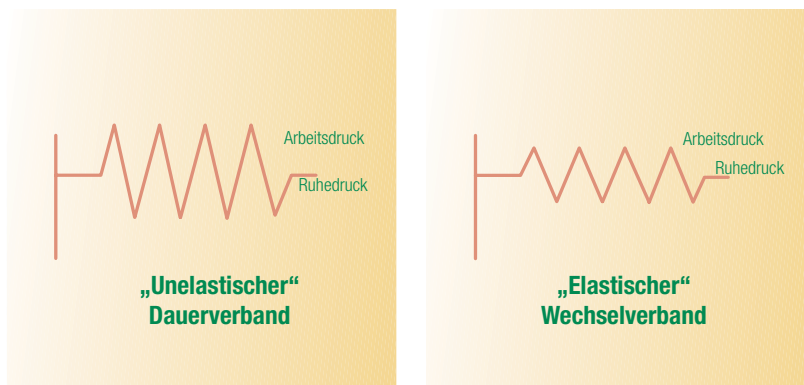 Arbeitsdruck
Ruhedruck
„Unelastischer“
Dauerverband
Arbeitsdruck
Ruhedruck
„Elastischer“
Wechselverband